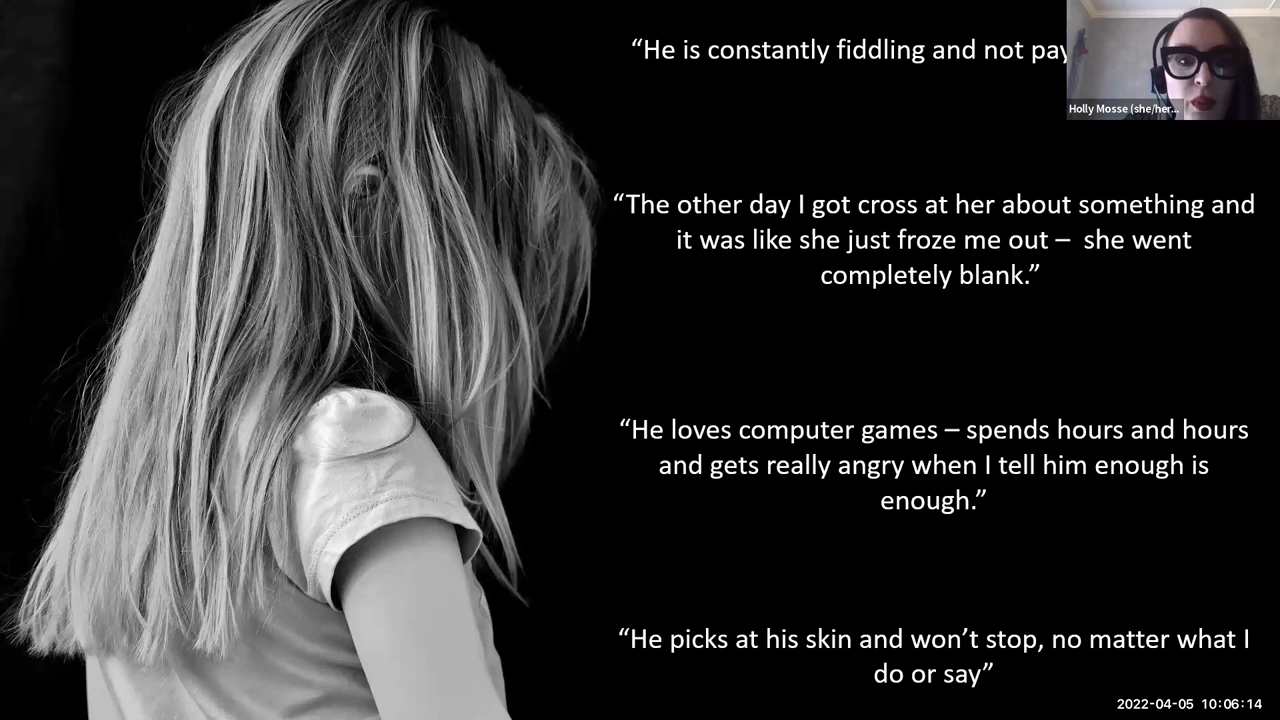 “He is constantly fiddling and not pay
Holly Mosse (she/her...
“The other day I got cross at her about something and
it was like she just froze me out –  she went
completely blank.”
“He loves computer games – spends hours and hours
and gets really angry when I tell him enough is
enough.”
“He picks at his skin and won’t stop, no matter what I
do or say”
2022-04-05 10:06:14